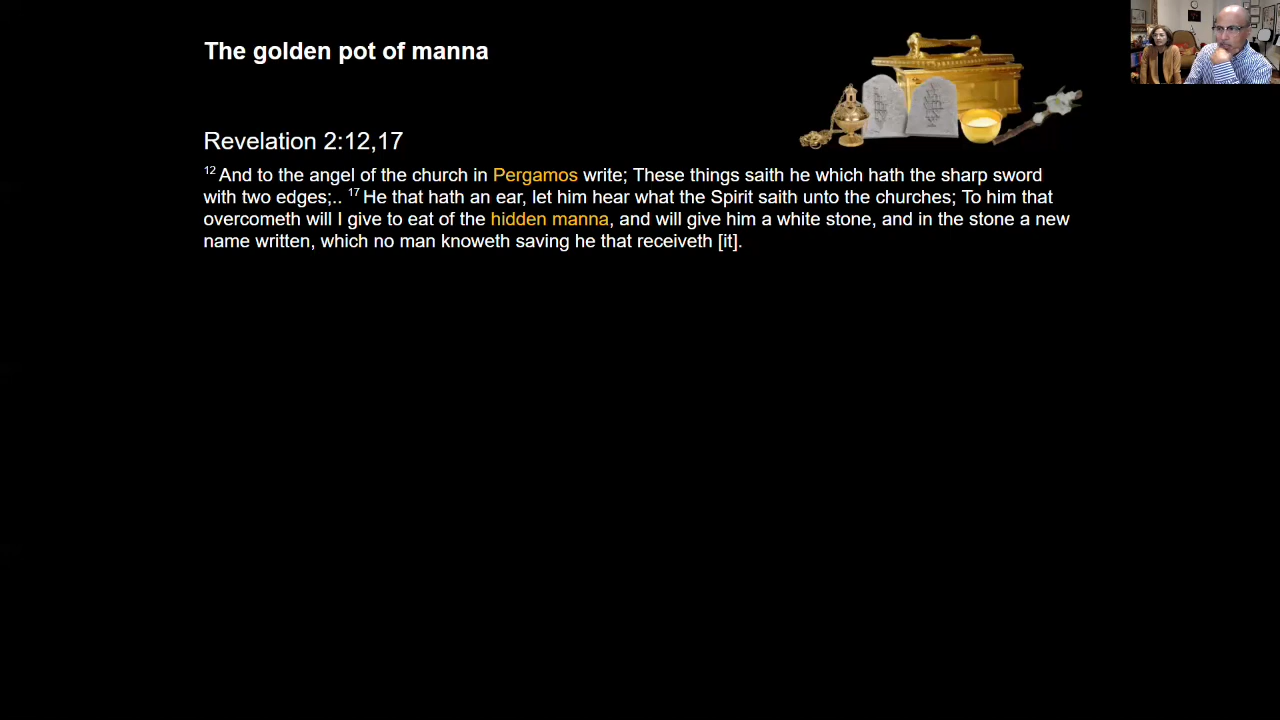 The golden pot of manna
Revelation 2:12,17
12 And to the angel of the church in Pergamos write; These things saith he which hath the sharp sword
with two edges;.. 17 He that hath an ear, let him hear what the Spirit saith unto the churches; To him that
overcometh will I give to eat of the hidden manna, and will give him a white stone, and in the stone a new
name written, which no man knoweth saving he that receiveth [it].